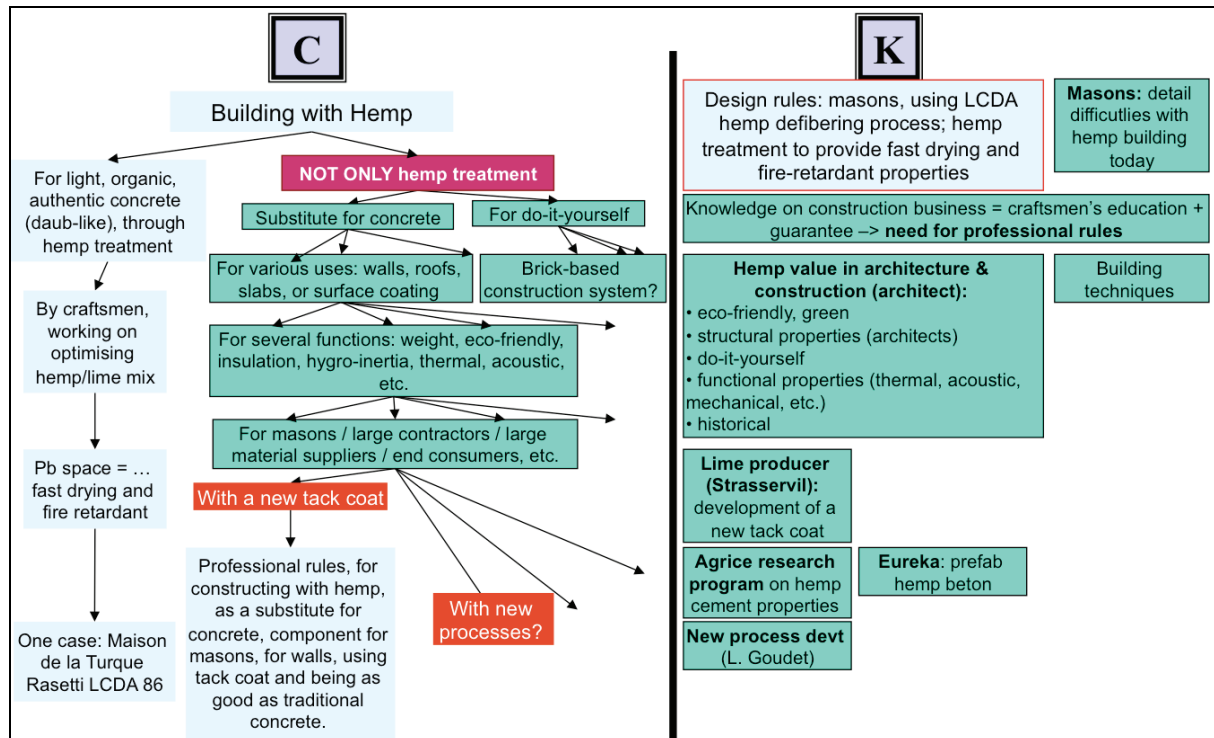 C
Building with Hemp
For light, organic,
authentic concrete
(daub-like), through
hemp treatment
By craftsmen,
working on
optimising
hemp/lime mix
Pb space = …
fast drying and
fire retardant
One case: Maison
de la Turque
Rasetti LCDA 86
NOT ONLY hemp treatment
Substitute for concrete
For do-it-yourself
For various uses: walls, roofs,
slabs, or surface coating
Brick-based
construction system?
For several functions: weight, eco-friendly,
insulation, hygro-inertia, thermal, acoustic,
etc.
For masons / large contractors / large
material suppliers / end consumers, etc.
With a new tack coat
Professional rules, for
constructing with hemp,
as a substitute for
concrete, component for
masons, for walls, using
tack coat and being as
good as traditional
concrete.
With new
processes?
K
Design rules: masons, using LCDA
hemp defibering process; hemp
treatment to provide fast drying and
fire-retardant properties
Masons: detail
difficutlies with
hemp building
today
Knowledge on construction business = craftsmen’s education +
guarantee –> need for professional rules
Hemp value in architecture &
construction (architect):
• eco-friendly, green
• structural properties (architects)
• do-it-yourself
• functional properties (thermal, acoustic,
mechanical, etc.)
• historical
Building
techniques
Lime producer
(Strasservil):
development of a
new tack coat
Agrice research
program on hemp
cement properties
Eureka: prefab
hemp beton
New process devt
(L. Goudet)